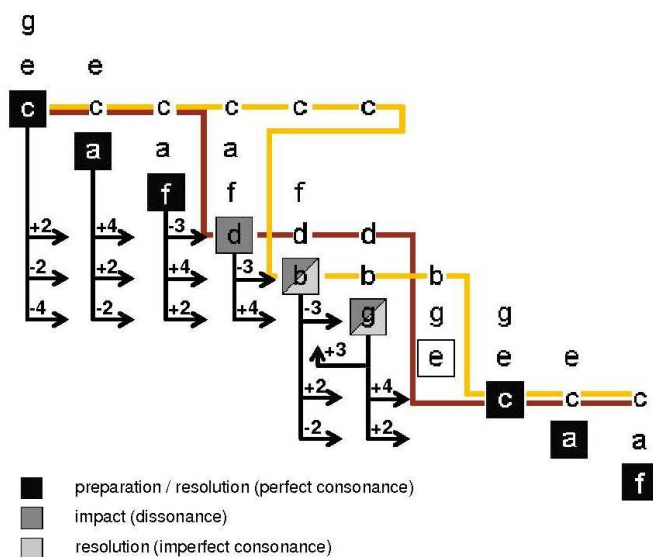 g
e e
c c c c c c
a a a
f f f
+2 +4 -3 d d d
-2 +2 +4 -3 b b b
-4 -2 +2 +4 -3 g g g
+3 e e e
+2 +4 c c c
-2 +2 a a
f
preparation / resolution (perfect consonance)
impact (dissonance)
resolution (imperfect consonance)